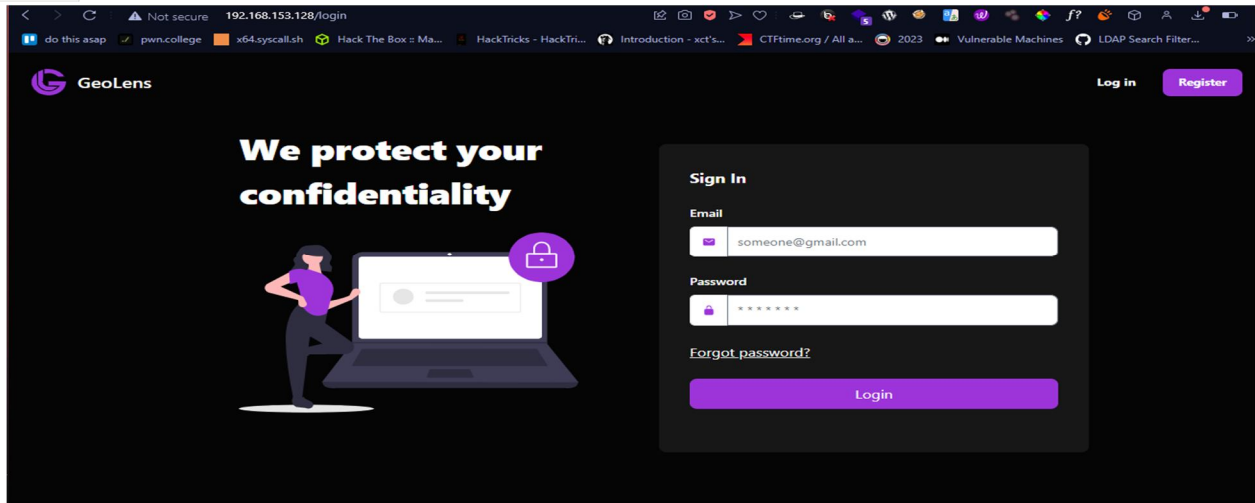 Not secure 192.168.153.128/login
do this asap pwn.college x64.syscall.sh Hack The Box :: Ma... HackTricks - HackTri... Introduction - xct's... CTFtime.org / All a... 2023 Vulnerable Machines LDAP Search Filter...
GeoLens
Log in
Register
We protect your
confidentiality
Sign In
Email
someone@gmail.com
Password
*******
Forgot password?
Login